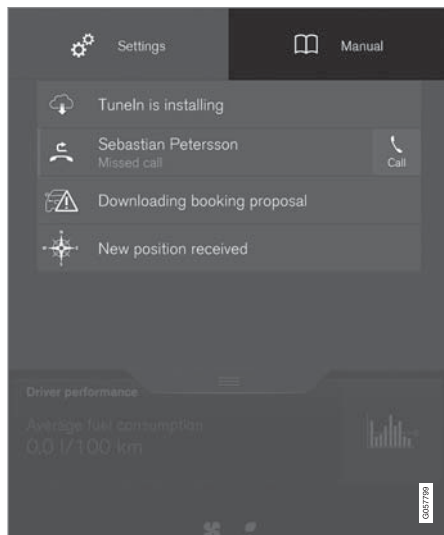 Settings
Manual
TuneIn is installing
Sebastian Petersson
Missed call
Call
Downloading booking proposal
New position received
Driver performance
Average fuel consumption
0.0 l/100 km
G057799